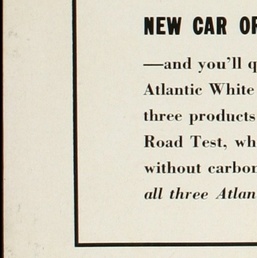 NEW CAR OF
—and you'll q
Atlantic White
three products
Road Test, wh
without carbon
all three Atlan